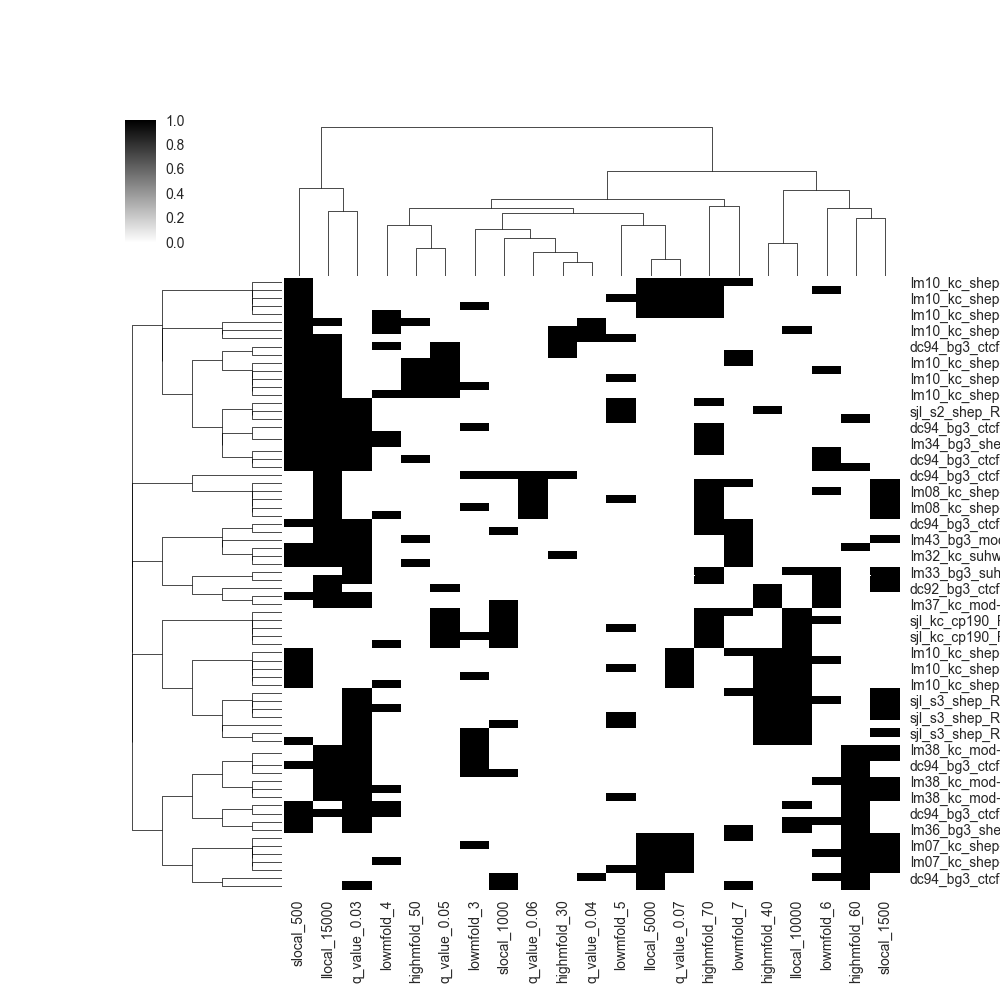 1.0
0.8
0.6
0.4
0.2
0.0
lm10_kc_shep
lm10_kc_shep
lm10_kc_shep
lm10_kc_shep
dc94_bg3_ctcf
lm10_kc_shep
lm10_kc_shep
lm10_kc_shep
sjl_s2_shep_R
dc94_bg3_ctcf
lm34_bg3_she
dc94_bg3_ctcf
dc94_bg3_ctcf
lm08_kc_shep
lm08_kc_shep
dc94_bg3_ctcf
lm43_bg3_mod
lm32_kc_suhw
lm33_bg3_suh
dc92_bg3_ctcf
lm37_kc_mod-
sjl_kc_cp190_R
sjl_kc_cp190_R
lm10_kc_shep
lm10_kc_shep
lm10_kc_shep
sjl_s3_shep_R
sjl_s3_shep_R
sjl_s3_shep_R
lm38_kc_mod-
dc94_bg3_ctcf
lm38_kc_mod-
lm38_kc_mod-
dc94_bg3_ctcf
lm36_bg3_she
lm07_kc_shep
lm07_kc_shep
dc94_bg3_ctcf
slocal_500
llocal_15000
q_value_0.03
lowmfold_4
highmfold_50
q_value_0.05
lowmfold_3
slocal_1000
q_value_0.06
highmfold_30
q_value_0.04
lowmfold_5
llocal_5000
q_value_0.07
highmfold_70
lowmfold_7
highmfold_40
llocal_10000
lowmfold_6
highmfold_60
slocal_1500